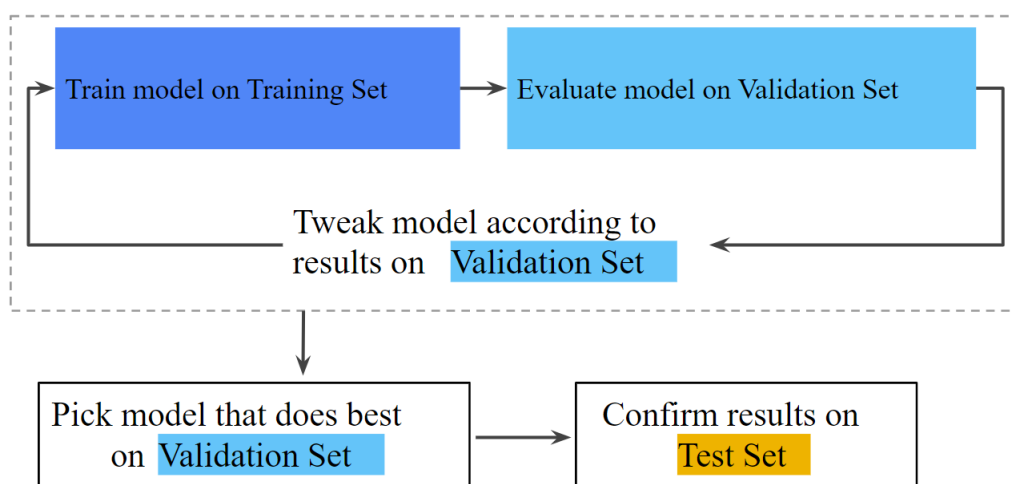 Train model on Training Set
Evaluate model on Validation Set
Tweak model according to
results on Validation Set
Pick model that does best
on Validation Set
Confirm results on
Test Set